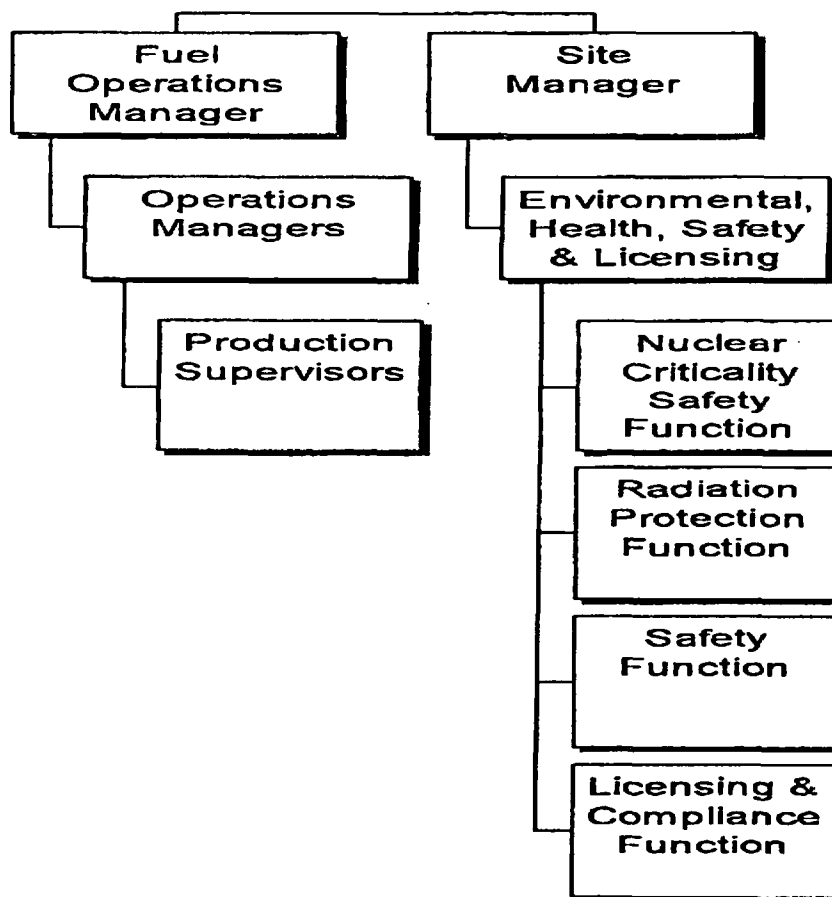 Fuel
Operations
Manager
Site
Manager
Operations
Managers
Environmental,
Health, Safety
& Licensing
Production
Supervisors
Nuclear
Criticality
Safety
Function
Radiation
Protection
Function
Safety
Function
Licensing &
Compliance
Function